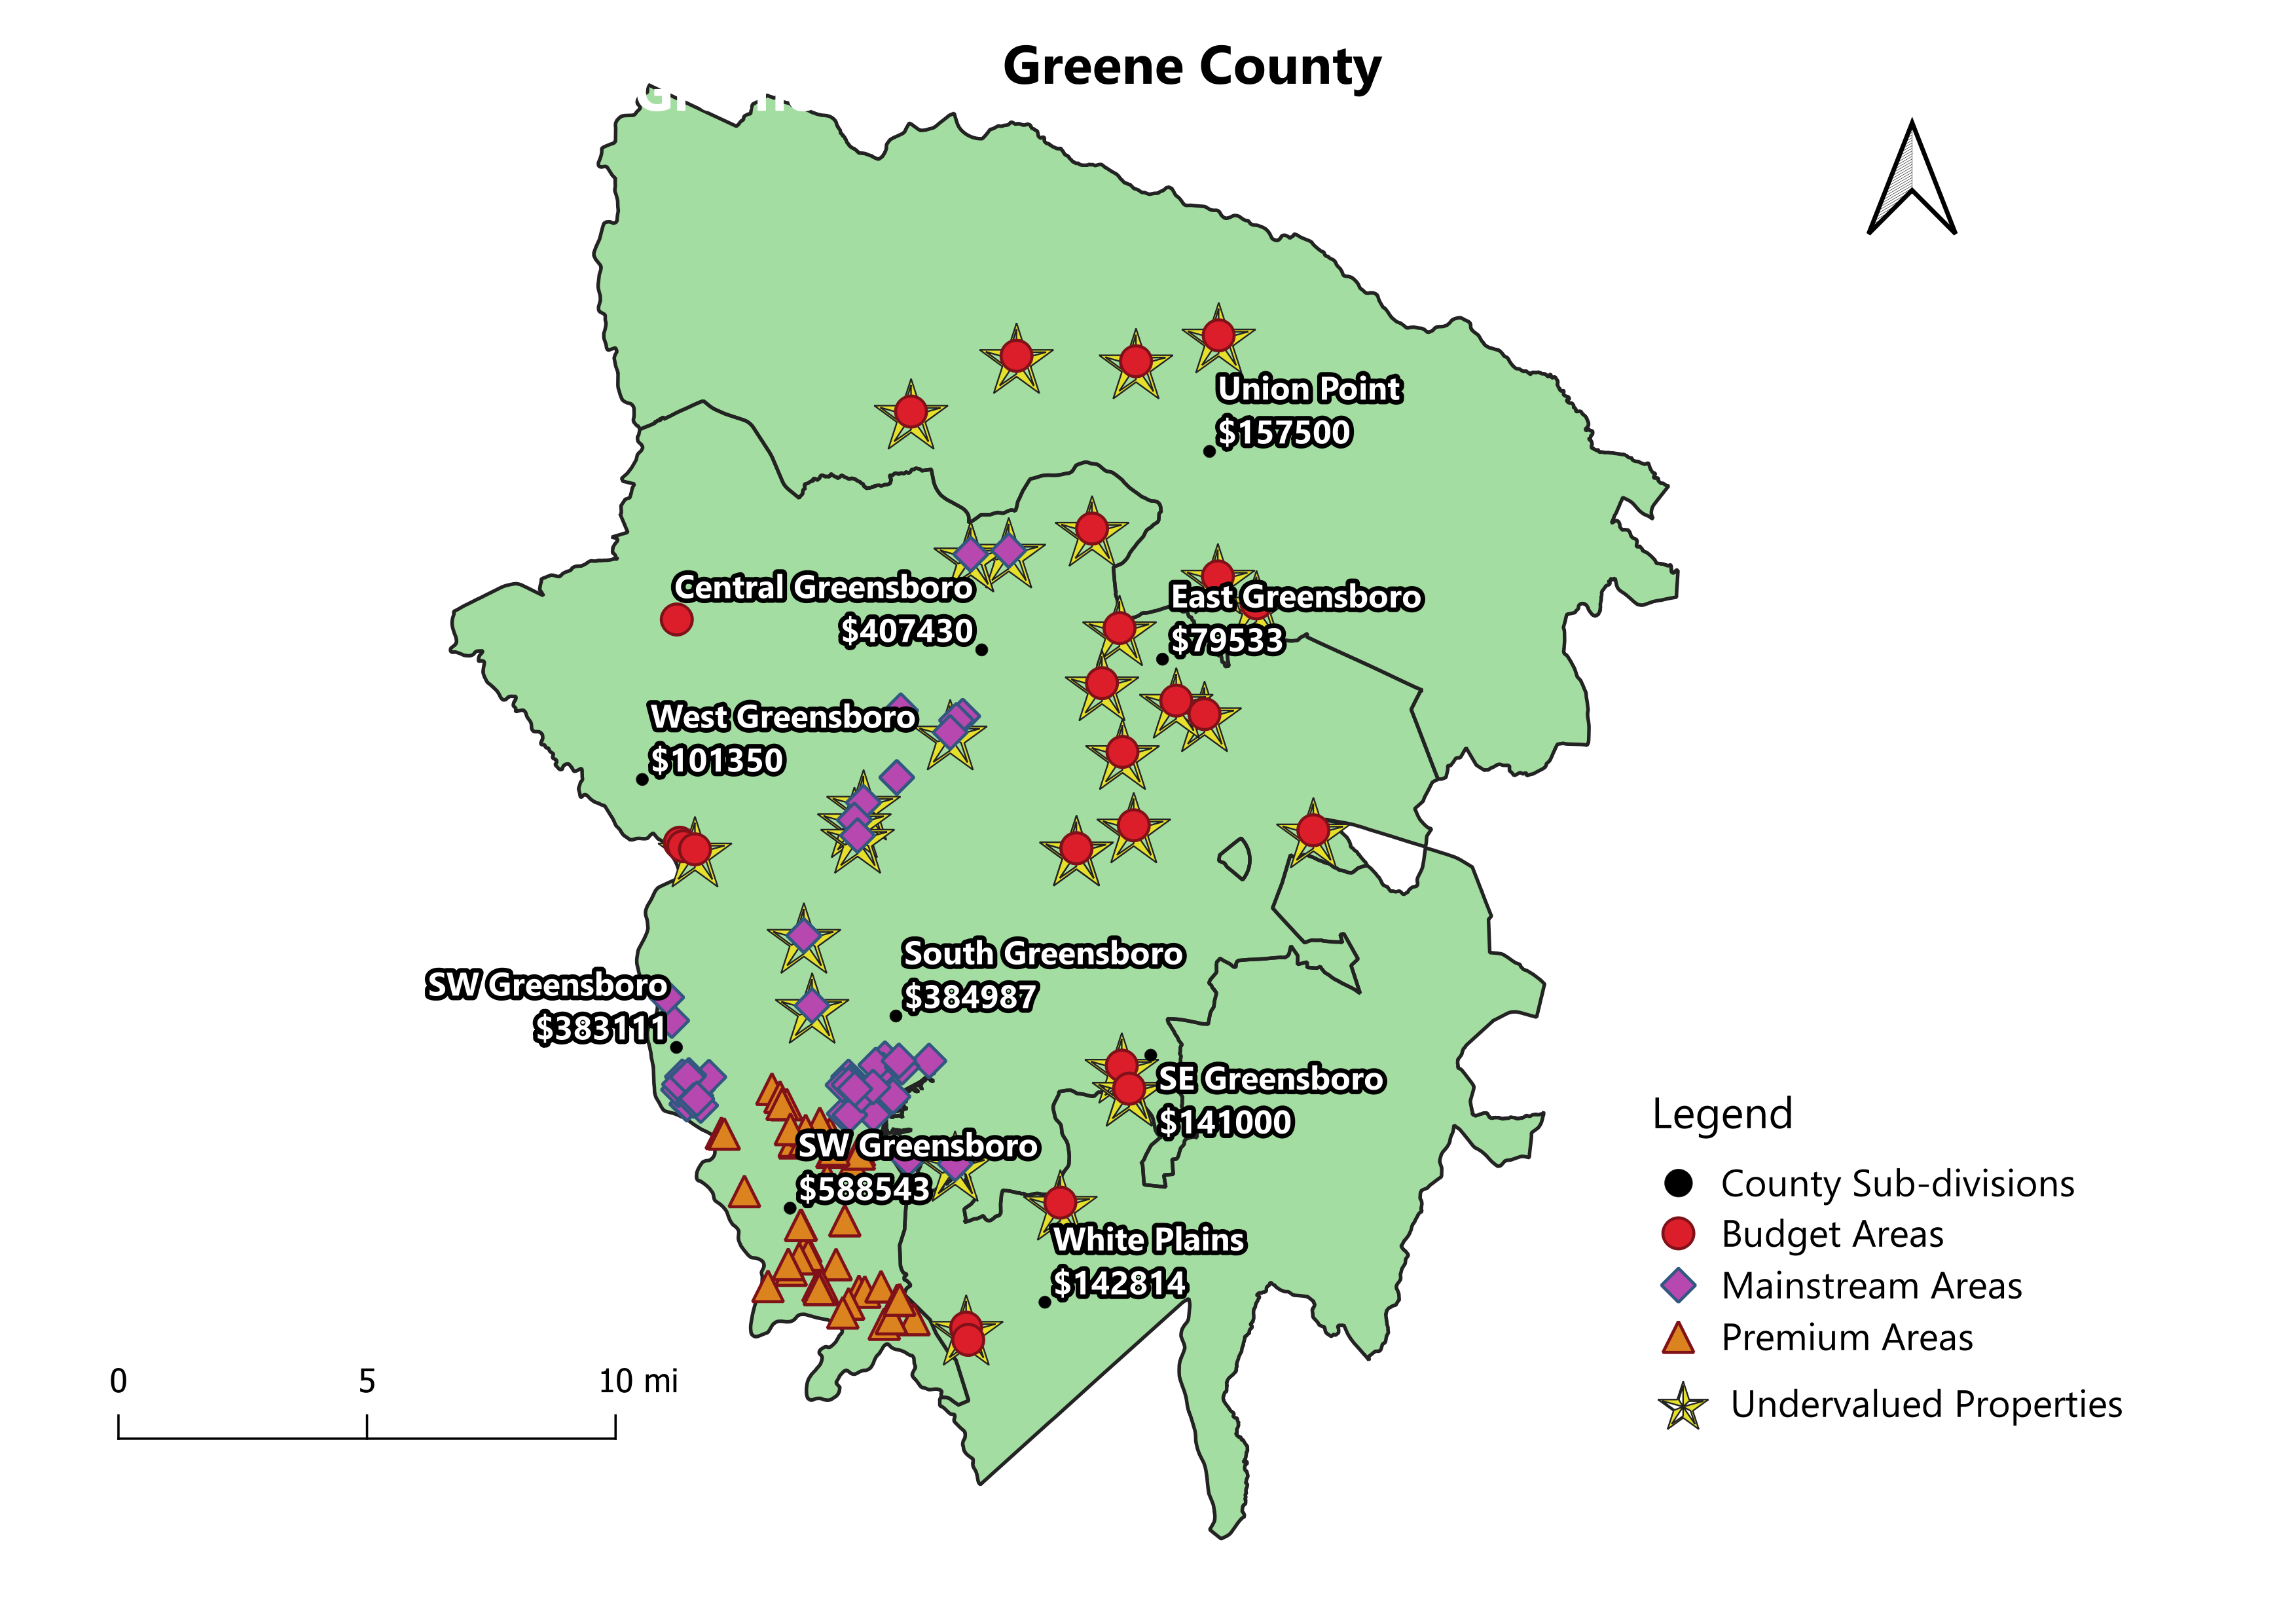 Greene County
Union Point
$157500
Central Greensboro
$407430
East Greensboro
$79533
West Greensboro
$101350
South Greensboro
$384987
SW Greensboro
$383111
SE Greensboro
$141000
SW Greensboro
$588543
White Plains
$142814
Legend
County Sub-divisions
Budget Areas
Mainstream Areas
Premium Areas
Undervalued Properties
0 5 10 mi